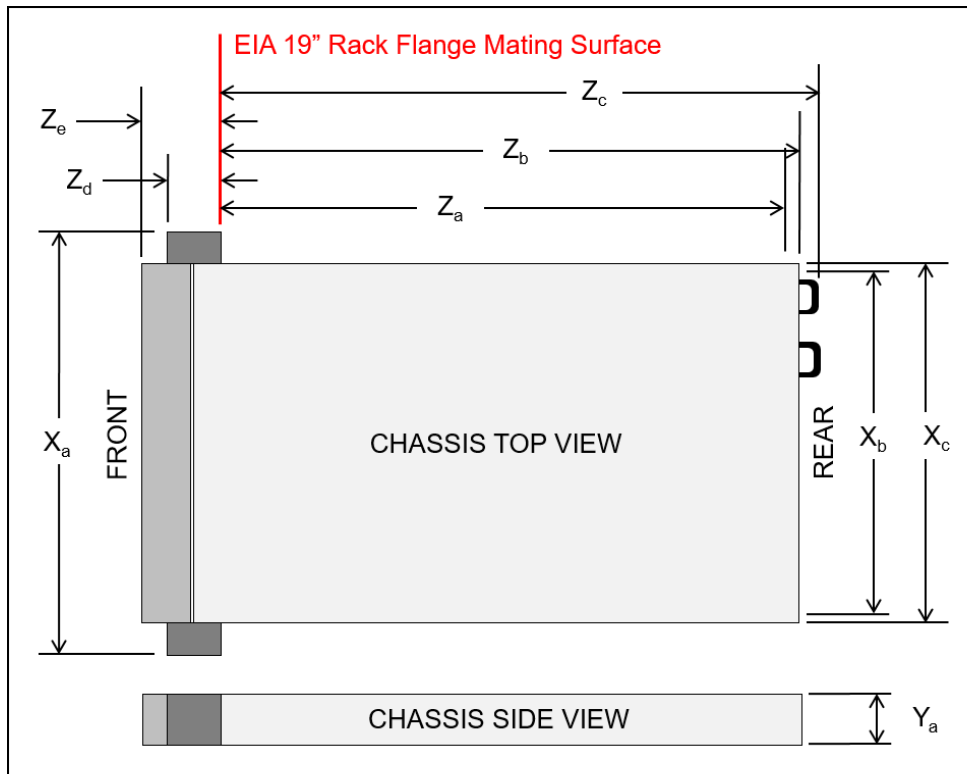 EIA 19” Rack Flange Mating Surface
Zc
Ze
Zb
Zd
Za
FRONT
Xa
CHASSIS TOP VIEW
REAR
Xb
Xc
CHASSIS SIDE VIEW
Ya